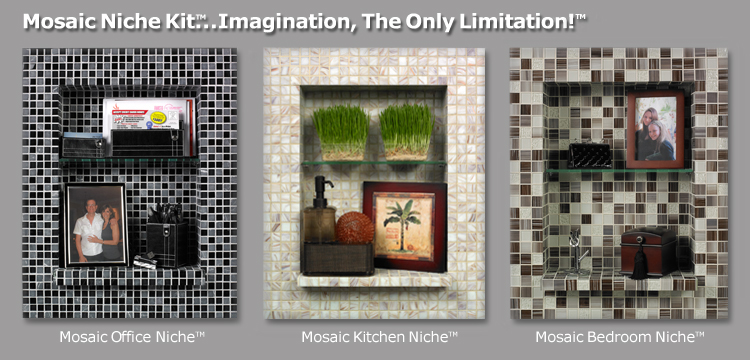 Mosaic Niche Kit™...Imagination, The Only Limitation!™
Mosaic Office Niche™
Mosaic Kitchen Niche™
Mosaic Bedroom Niche™